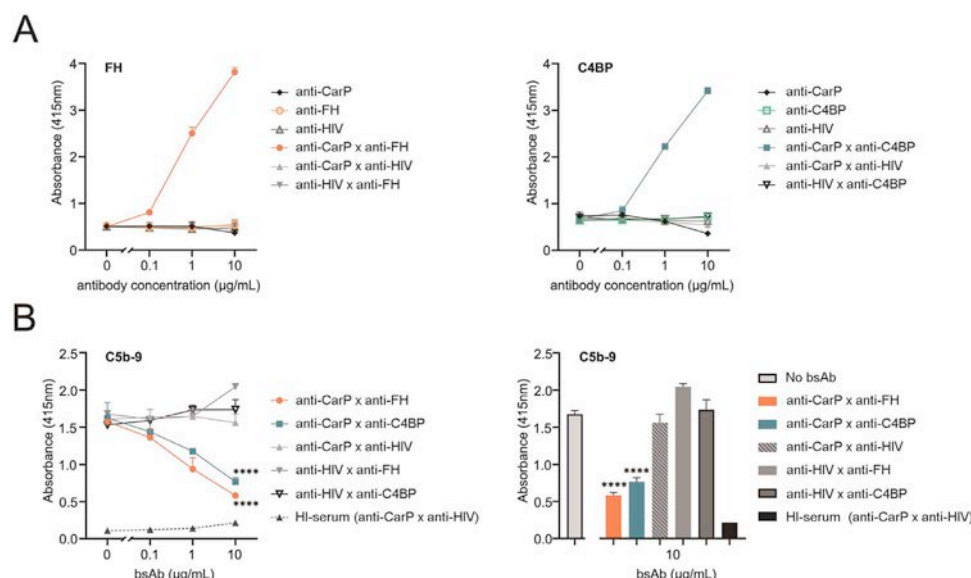 A
FH
Absorbance (415nm)
4
3
2
1
0
0
0.1
1
10
antibody concentration (µg/mL)
anti-CarP
anti-FH
anti-HIV
anti-CarP x anti-FH
anti-CarP x anti-HIV
anti-HIV x anti-FH
C4BP
Absorbance (415nm)
4
3
2
1
0
0
0.1
1
10
antibody concentration (µg/mL)
anti-CarP
anti-C4BP
anti-HIV
anti-CarP x anti-C4BP
anti-CarP x anti-HIV
anti-HIV x anti-C4BP
B
C5b-9
Absorbance (415nm)
2.5
2.0
1.5
1.0
0.5
0.0
0
0.1
1
10
bsAb (µg/mL)
****
****
anti-CarP x anti-FH
anti-CarP x anti-C4BP
anti-CarP x anti-HIV
anti-HIV x anti-FH
anti-HIV x anti-C4BP
HI-serum (anti-CarP x anti-HIV)
C5b-9
Absorbance (415nm)
2.5
2.0
1.5
1.0
0.5
0.0
****
****
10
bsAb (µg/mL)
No bsAb
anti-CarP x anti-FH
anti-CarP x anti-C4BP
anti-CarP x anti-HIV
anti-HIV x anti-FH
anti-HIV x anti-C4BP
HI-serum (anti-CarP x anti-HIV)